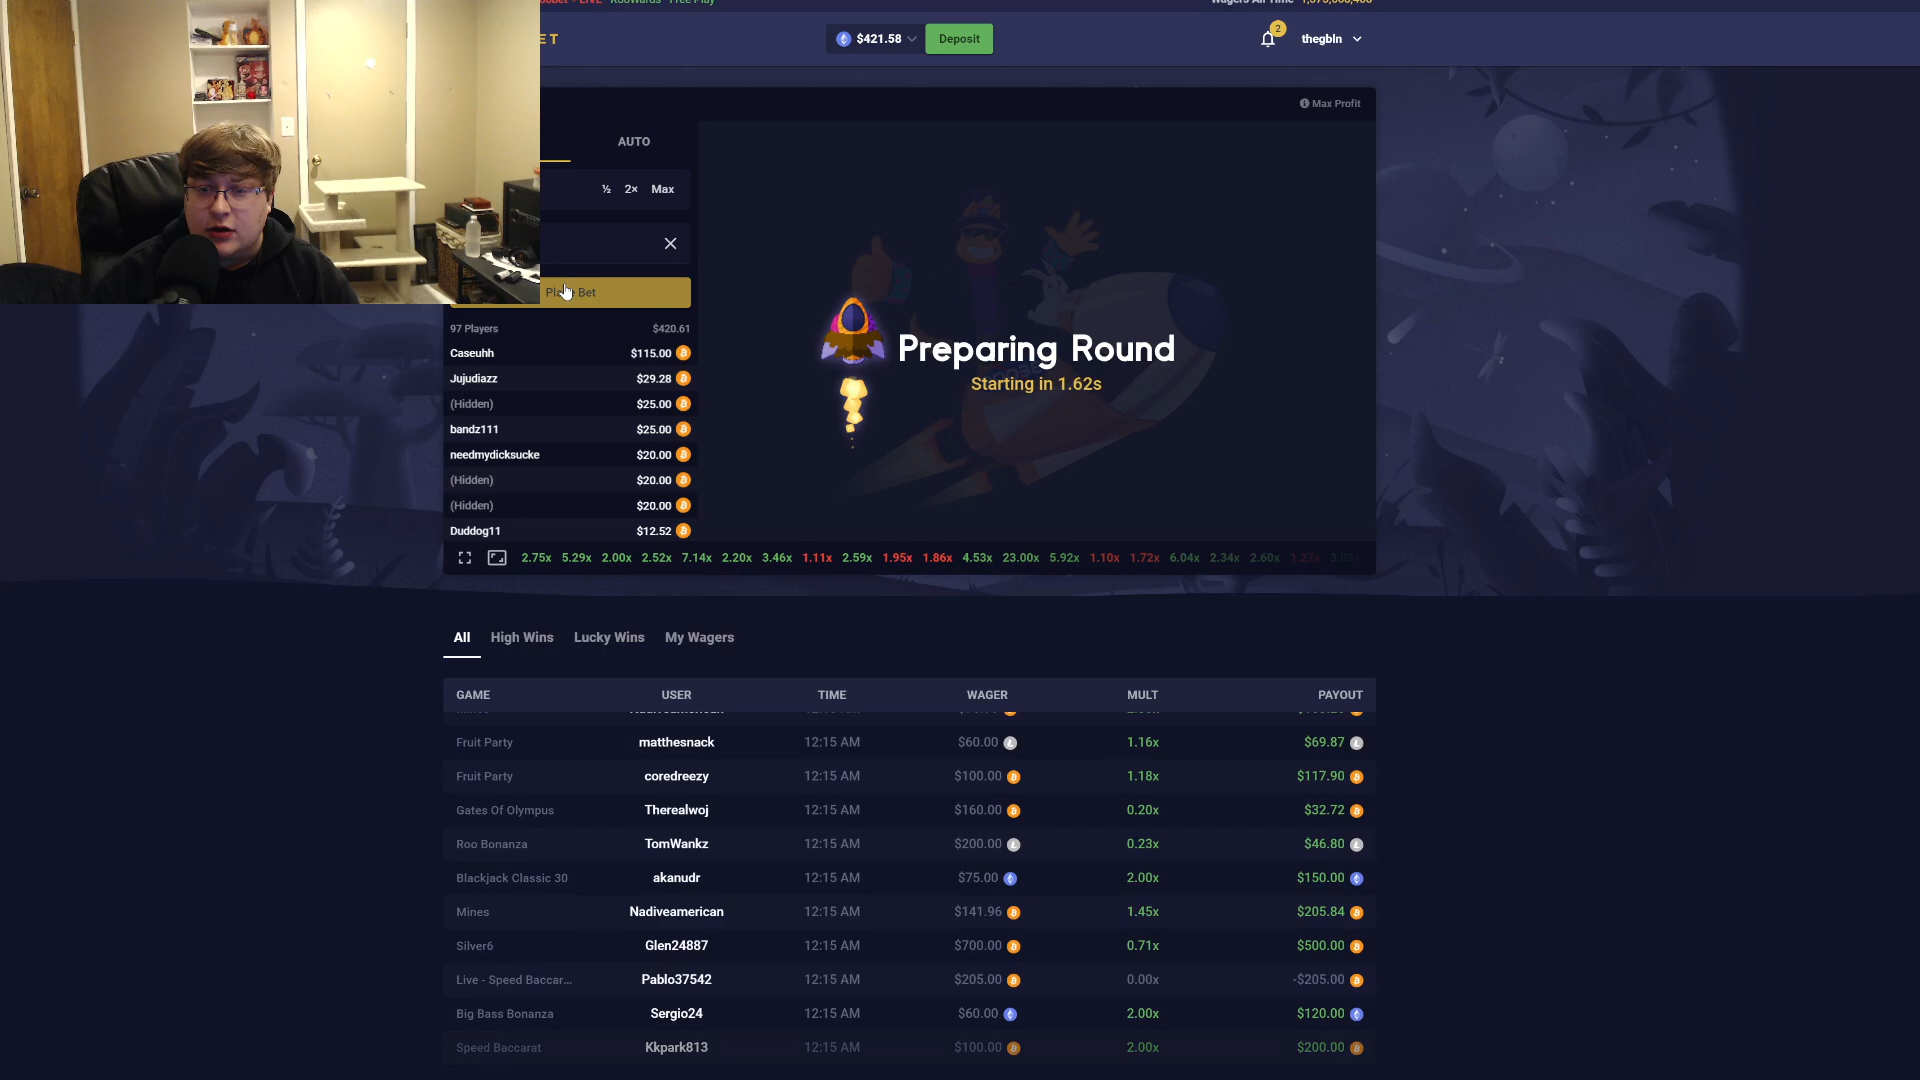 RooWards Free Play
Wagers All Time
ET
$421.58
Deposit
2
thegbln
Max Profit
AUTO
½ 2× Max
Place Bet
Preparing Round
Starting in 1.62s
97 Players $420.61
Caseuhh $115.00
Jujudiazz $29.28
(Hidden) $25.00
bandz111 $25.00
needmydicksucke $20.00
(Hidden) $20.00
(Hidden) $20.00
Duddog11 $12.52
2.75x 5.29x 2.00x 2.52x 7.14x 2.20x 3.46x 1.11x 2.59x 1.95x 1.86x 4.53x 23.00x 5.92x 1.10x 1.72x 6.04x 2.34x 2.60x 1.27x
All High Wins Lucky Wins My Wagers
GAME USER TIME WAGER MULT PAYOUT
Fruit Party matthesnack 12:15 AM $60.00 1.16x $69.87
Fruit Party coredreezy 12:15 AM $100.00 1.18x $117.90
Gates Of Olympus Therealwoj 12:15 AM $160.00 0.20x $32.72
Roo Bonanza TomWankz 12:15 AM $200.00 0.23x $46.80
Blackjack Classic 30 akanudr 12:15 AM $75.00 2.00x $150.00
Mines Nadiveamerican 12:15 AM $141.96 1.45x $205.84
Silver6 Glen24887 12:15 AM $700.00 0.71x $500.00
Live - Speed Baccar... Pablo37542 12:15 AM $205.00 0.00x -$205.00
Big Bass Bonanza Sergio24 12:15 AM $60.00 2.00x $120.00
Speed Baccarat Kkpark813 12:15 AM $100.00 2.00x $200.00